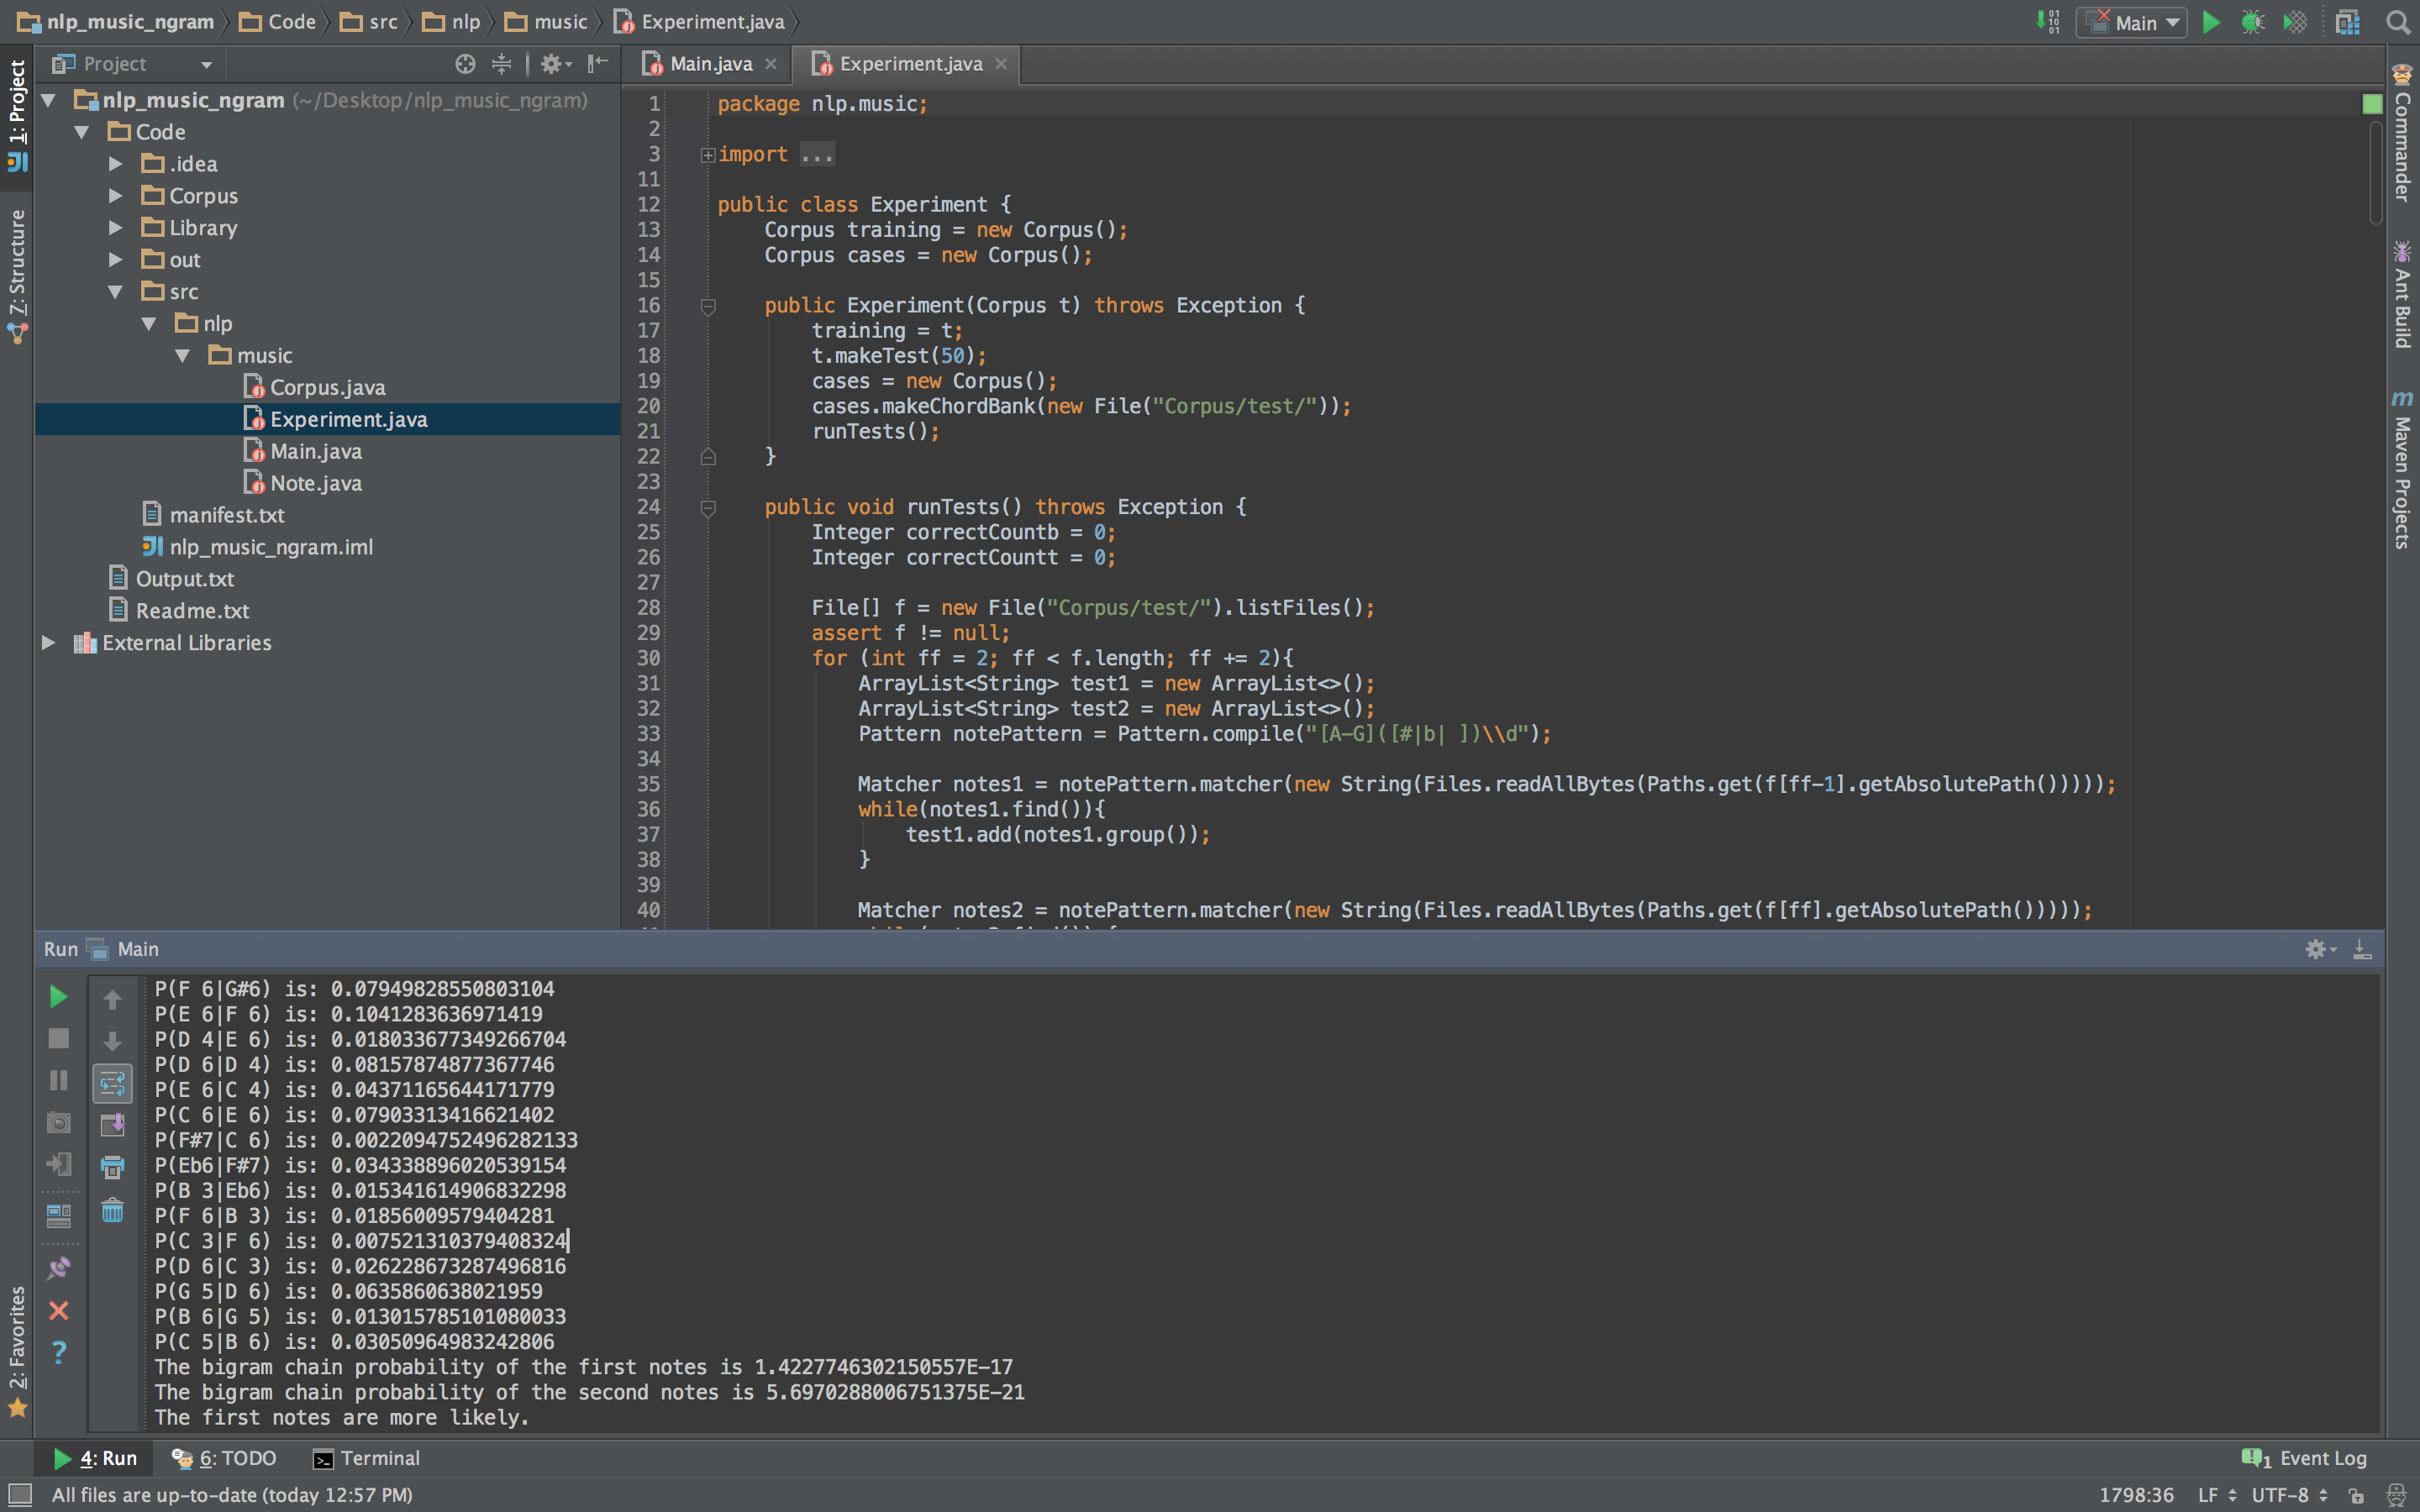 nlp_music_ngram Code src nlp music Experiment.java
Main
Project
Main.java
Experiment.java
1: Project
Z: Structure
2: Favorites
nlp_music_ngram (~/Desktop/nlp_music_ngram)
Code
.idea
Corpus
Library
out
src
nlp
music
Corpus.java
Experiment.java
Main.java
Note.java
manifest.txt
nlp_music_ngram.iml
Output.txt
Readme.txt
External Libraries
1 package nlp.music;
2
3 import ...
11
12 public class Experiment {
13 Corpus training = new Corpus();
14 Corpus cases = new Corpus();
15
16 public Experiment(Corpus t) throws Exception {
17 training = t;
18 t.makeTest(50);
19 cases = new Corpus();
20 cases.makeChordBank(new File("Corpus/test/"));
21 runTests();
22 }
23
24 public void runTests() throws Exception {
25 Integer correctCountb = 0;
26 Integer correctCountt = 0;
27
28 File[] f = new File("Corpus/test/").listFiles();
29 assert f != null;
30 for (int ff = 2; ff < f.length; ff += 2){
31 ArrayList<String> test1 = new ArrayList<>();
32 ArrayList<String> test2 = new ArrayList<>();
33 Pattern notePattern = Pattern.compile("[A-G]([#|b| ])\\d");
34
35 Matcher notes1 = notePattern.matcher(new String(Files.readAllBytes(Paths.get(f[ff-1].getAbsolutePath()))));
36 while(notes1.find()){
37 test1.add(notes1.group());
38 }
39
40 Matcher notes2 = notePattern.matcher(new String(Files.readAllBytes(Paths.get(f[ff].getAbsolutePath()))));
Commander
Ant Build
Maven Projects
Run Main
P(F 6|G#6) is: 0.07949828550803104
P(E 6|F 6) is: 0.1041283636971419
P(D 4|E 6) is: 0.018033677349266704
P(D 6|D 4) is: 0.08157874877367746
P(E 6|C 4) is: 0.04371165644171779
P(C 6|E 6) is: 0.07903313416621402
P(F#7|C 6) is: 0.0022094752496282133
P(Eb6|F#7) is: 0.034338896020539154
P(B 3|Eb6) is: 0.015341614906832298
P(F 6|B 3) is: 0.01856009579404281
P(C 3|F 6) is: 0.007521310379408324
P(D 6|C 3) is: 0.026228673287496816
P(G 5|D 6) is: 0.0635860638021959
P(B 6|G 5) is: 0.013015785101080033
P(C 5|B 6) is: 0.03050964983242806
The bigram chain probability of the first notes is 1.4227746302150557E-17
The bigram chain probability of the second notes is 5.6970288006751375E-21
The first notes are more likely.
4: Run 6: TODO Terminal 1 Event Log
All files are up-to-date (today 12:57 PM) 1798:36 LF UTF-8